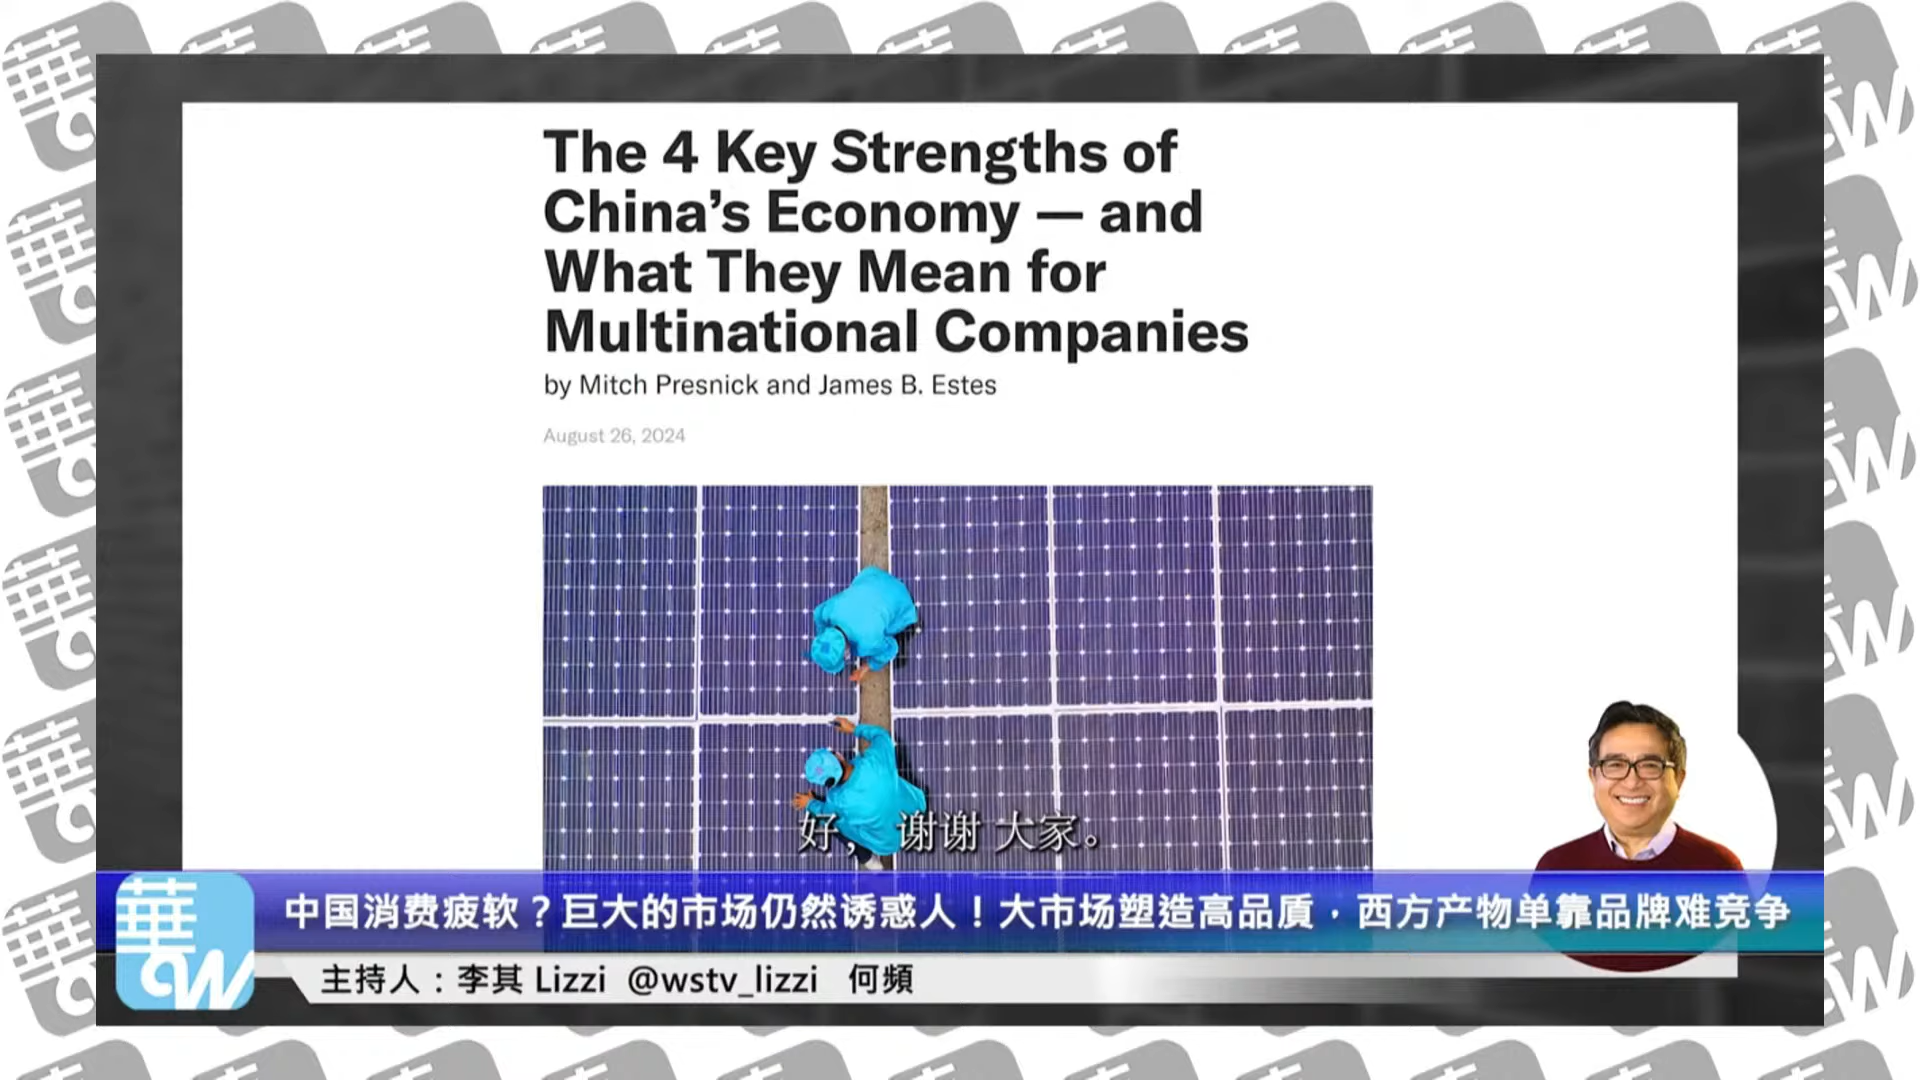 The 4 Key Strengths of
China’s Economy — and
What They Mean for
Multinational Companies
by Mitch Presnick and James B. Estes
August 26, 2024
好， 谢谢 大家。
華
中国消费疲软？巨大的市场仍然诱惑人！大市场塑造高品質，西方产物单靠品牌难竞争
主持人：李其 Lizzi @wstv_lizzi 何頻